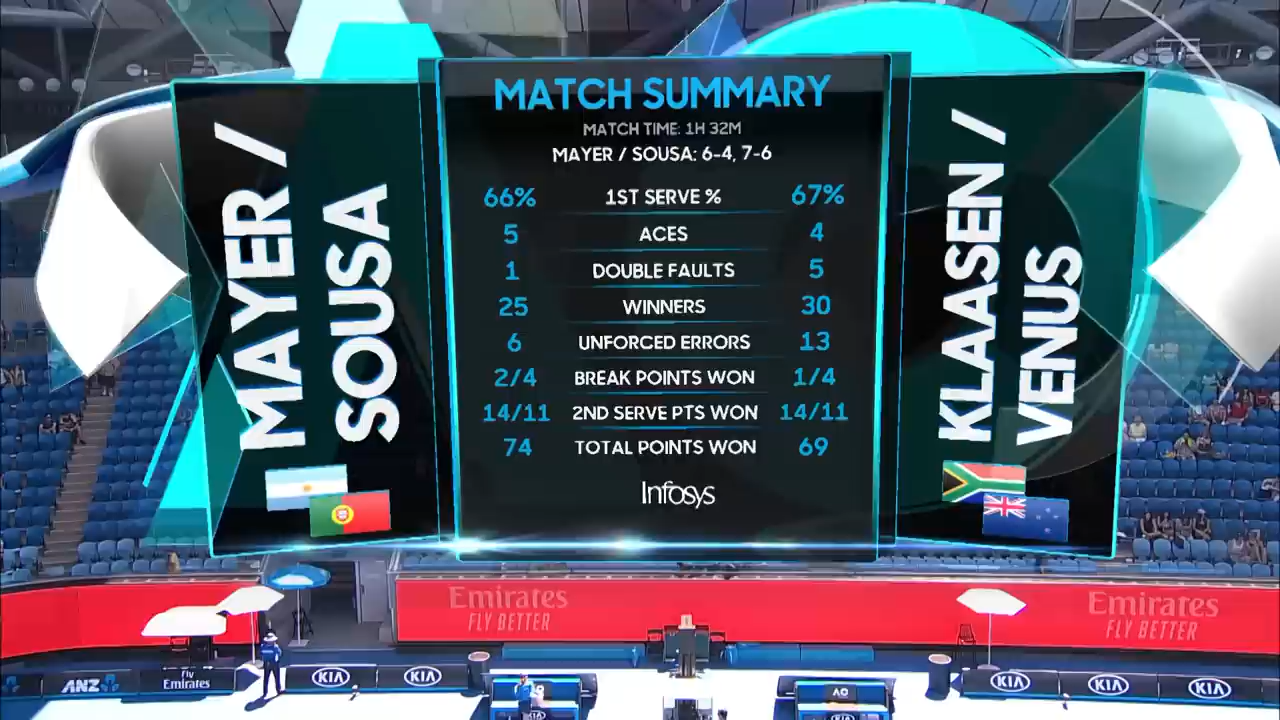 MATCH SUMMARY
MATCH TIME: 1H 32M
MAYER / SOUSA: 6-4, 7-6
MAYER /
SOUSA
66% 1ST SERVE % 67%
5 ACES 4
1 DOUBLE FAULTS 5
25 WINNERS 30
6 UNFORCED ERRORS 13
2/4 BREAK POINTS WON 1/4
14/11 2ND SERVE PTS WON 14/11
74 TOTAL POINTS WON 69
Infosys
KLAASEN /
VENUS
Emirates
FLY BETTER
Emirates
FLY BETTER
ANZ
Fly
Emirates
KIA
KIA
KIA
AO
KIA
KIA
KIA
KIA